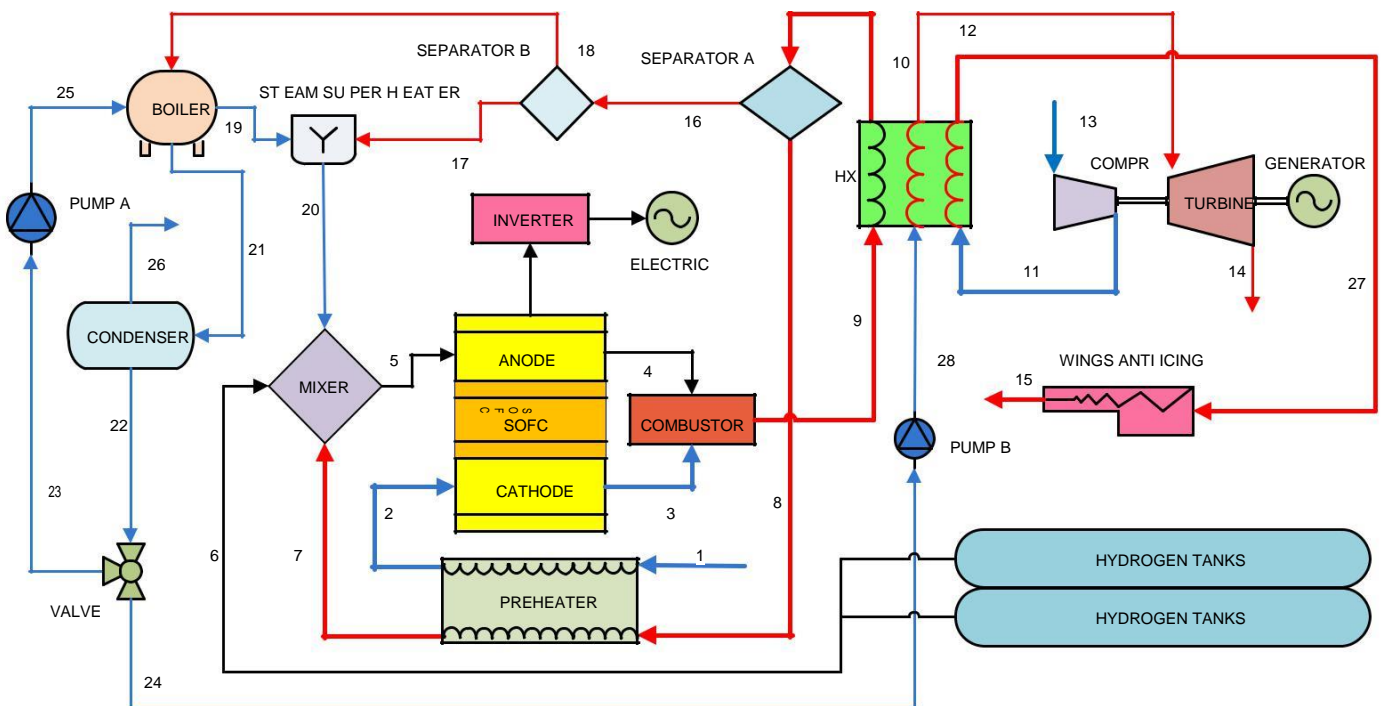 12
SEPARATOR B
18
SEPARATOR A
10
25
BOILER
ST EAM SU PER H EAT ER
19
16
13
COMPR
GENERATOR
17
HX
PUMP A
20
INVERTER
TURBINE
26
21
ELECTRIC
11
14
27
9
CONDENSER
5
ANODE
4
28
WINGS ANTI ICING
MIXER
15
SOFC
SOFC
COMBUSTOR
22
PUMP B
23
2
CATHODE
3
8
6
7
1
HYDROGEN TANKS
VALVE
PREHEATER
HYDROGEN TANKS
24